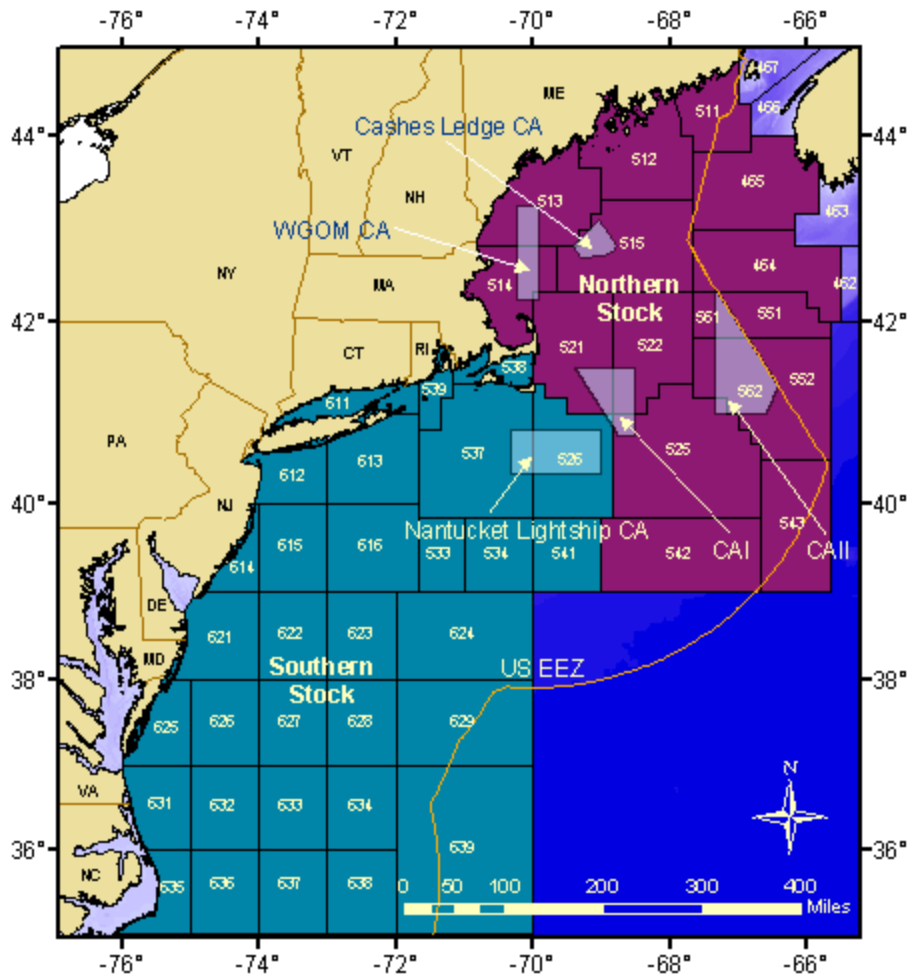 -76° -74° -72° -70° -68° -66°
467
ME
511
466
44° 44°
Cashes Ledge CA
VT
512
465
NH
513
463
WGOM CA
515
NY
464
MA
514
Northern
Stock
462
561
551
42° 42°
CT
RI
521
522
538
552
539
562
611
PA
613
537
526
525
612
NJ
40° 40°
543
Nantucket Lightship CA
615
616
533
534
541
542
CAI
CAII
614
DE
621
622
623
624
MD
Southern
Stock
US EEZ
38° 38°
625
626
627
628
629
N
VA
631
632
633
634
639
36° 36°
NC
635
636
637
638
0 50 100 200 300 400
Miles
-76° -74° -72° -70° -68° -66°